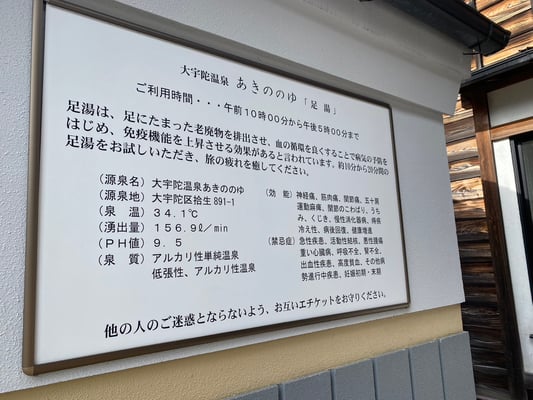 大宇陀温泉 あきののゆ「足 湯」
ご利用時間・・・午前10時00分から午後5時00分まで
足湯は、足にたまった老廃物を排出させ、血の循環を良くすることで病気の予防を
はじめ、免疫機能を上昇させる効果があると言われています。約10分から20分間の
足湯をお試しいただき、旅の疲れを癒してください。
(源泉名) 大宇陀温泉あきののゆ
(源泉地) 大宇陀区拾生 891-1
(泉 温) 34.1℃
(湧出量) 156.9ℓ/min
(PH値) 9.5
(泉 質) アルカリ性単純温泉
低張性、アルカリ性温泉
(効 能) 神経痛、筋肉痛、関節痛、五十肩
運動麻痺、関節のこわばり、うち
み、くじき、慢性消化器病、痔疾
冷え性、病後回復、健康増進
(禁忌症) 急性疾患、活動性結核、悪性腫瘍
重い心臓病、呼吸不全、腎不全、
出血性疾患、高度貧血、その他病
勢進行中疾患、妊娠初期・末期
他の人のご迷惑とならないよう、お互いエチケットをお守りください。